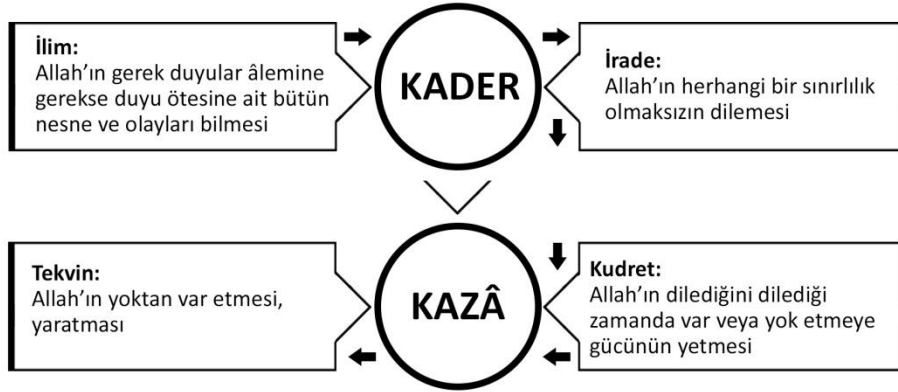 İlim:
Allah’ın gerek duyular âlemine
gerekse duyu ötesine ait bütün
nesne ve olayları bilmesi
KADER
İrade:
Allah’ın herhangi bir sınırlılık
olmaksızın dilemesi
Tekvin:
Allah’ın yoktan var etmesi,
yaratması
KAZÂ
Kudret:
Allah’ın dilediğini dilediği
zamanda var veya yok etmeye
gücünün yetmesi